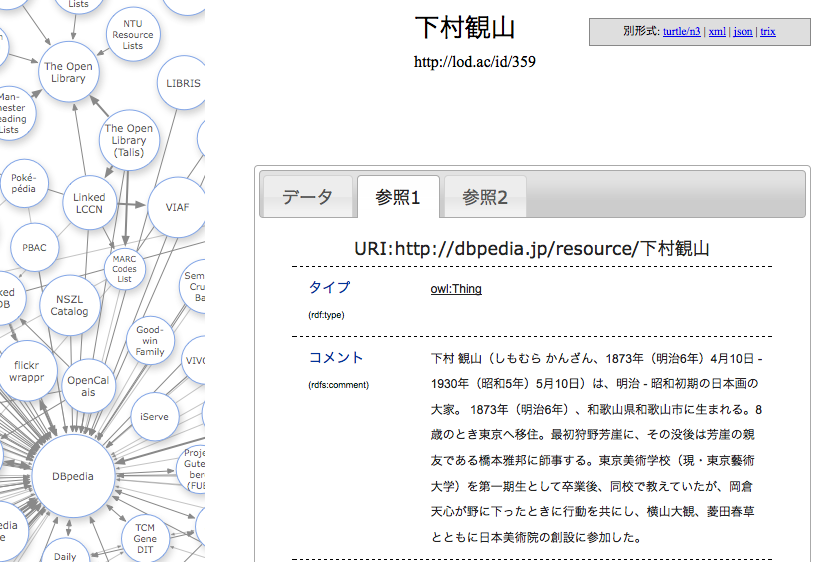 Lists
NTU
Resource
Lists
The Open
Library
LIBRIS
Man-
hester
eading
Lists
The Open
Library
(Talis)
Poké-
pédia
Linked
LCCN
VIAF
PBAC
MARC
Codes
List
Sem
Cru
Ba
ked
DB
NSZL
Catalog
Good-
win
Family
flickr
wrappr
OpenCal
ais
VIVO
iServe
DBpedia
Proje
Gute
ber
(FUE
TCM
Gene
DIT
Daily
edia
e
下村観山
http://lod.ac/id/359
別形式: turtle/n3 | xml | json | trix
データ
参照1
参照2
URI:http://dbpedia.jp/resource/下村観山
タイプ
(rdf:type)
owl:Thing
コメント
(rdfs:comment)
下村 観山（しもむら かんざん、1873年（明治6年）4月10日 -
1930年（昭和5年）5月10日）は、明治 - 昭和初期の日本画の
大家。 1873年（明治6年）、和歌山県和歌山市に生まれる。8
歳のとき東京へ移住。最初狩野芳崖に、その没後は芳崖の親
友である橋本雅邦に師事する。東京美術学校（現・東京藝術
大学）を第一期生として卒業後、同校で教えていたが、岡倉
天心が野に下ったときに行動を共にし、横山大観、菱田春草
とともに日本美術院の創設に参加した。